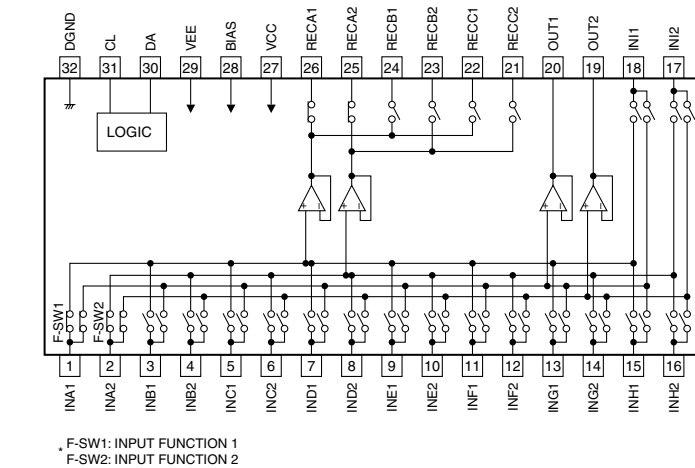 DGND CL DA VEE BIAS VCC RECA1 RECA2 RECB1 RECB2 RECC1 RECC2 OUT1 OUT2 INI1 INI2
32 31 30 29 28 27 26 25 24 23 22 21 20 19 18 17
LOGIC
+ − + − + − + −
F-SW1 F-SW2
1 2 3 4 5 6 7 8 9 10 11 12 13 14 15 16
INA1 INA2 INB1 INB2 INC1 INC2 IND1 IND2 INE1 INE2 INF1 INF2 ING1 ING2 INH1 INH2
* F-SW1: INPUT FUNCTION 1
F-SW2: INPUT FUNCTION 2